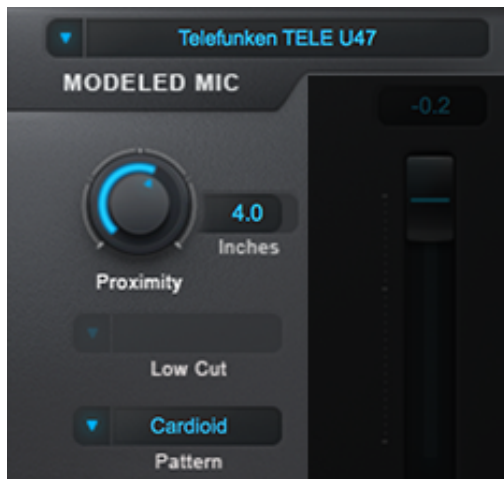 Telefunken TELE U47
MODELED MIC
-0.2
4.0
Inches
Proximity
Low Cut
Cardioid
Pattern